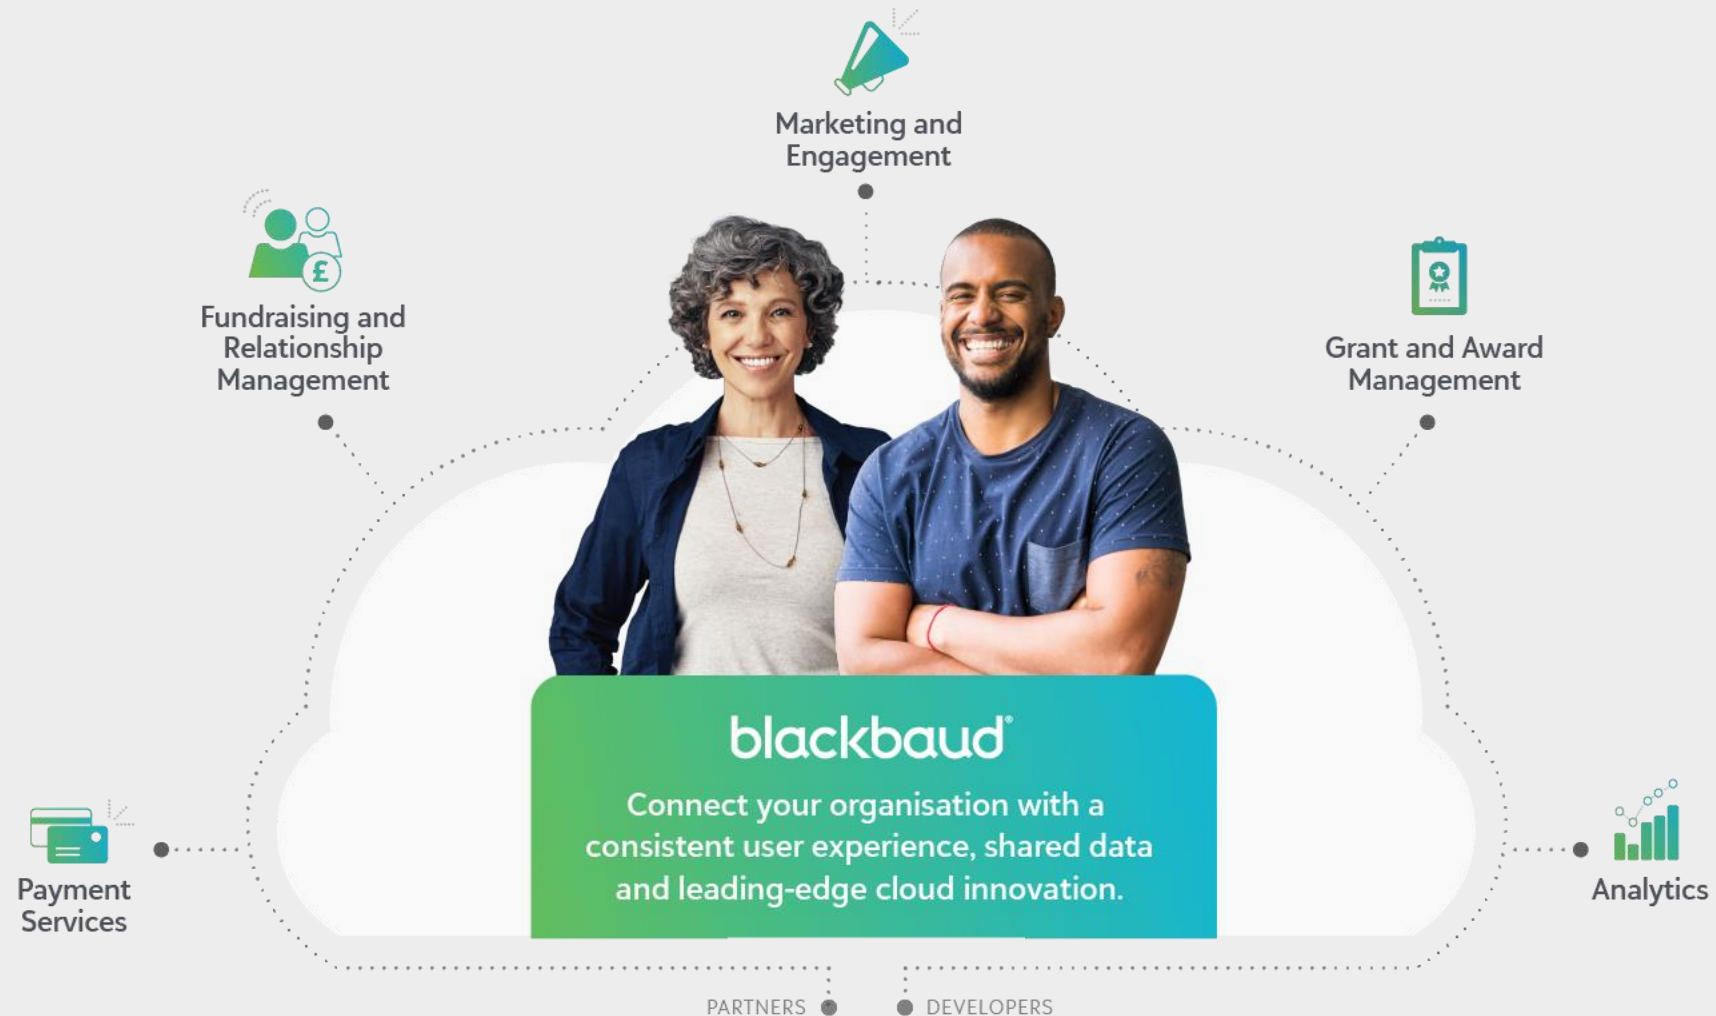 Marketing and
Engagement
Fundraising and
Relationship
Management
£
Grant and Award
Management
blackbaud®
Connect your organisation with a
consistent user experience, shared data
and leading-edge cloud innovation.
Payment
Services
Analytics
PARTNERS
DEVELOPERS